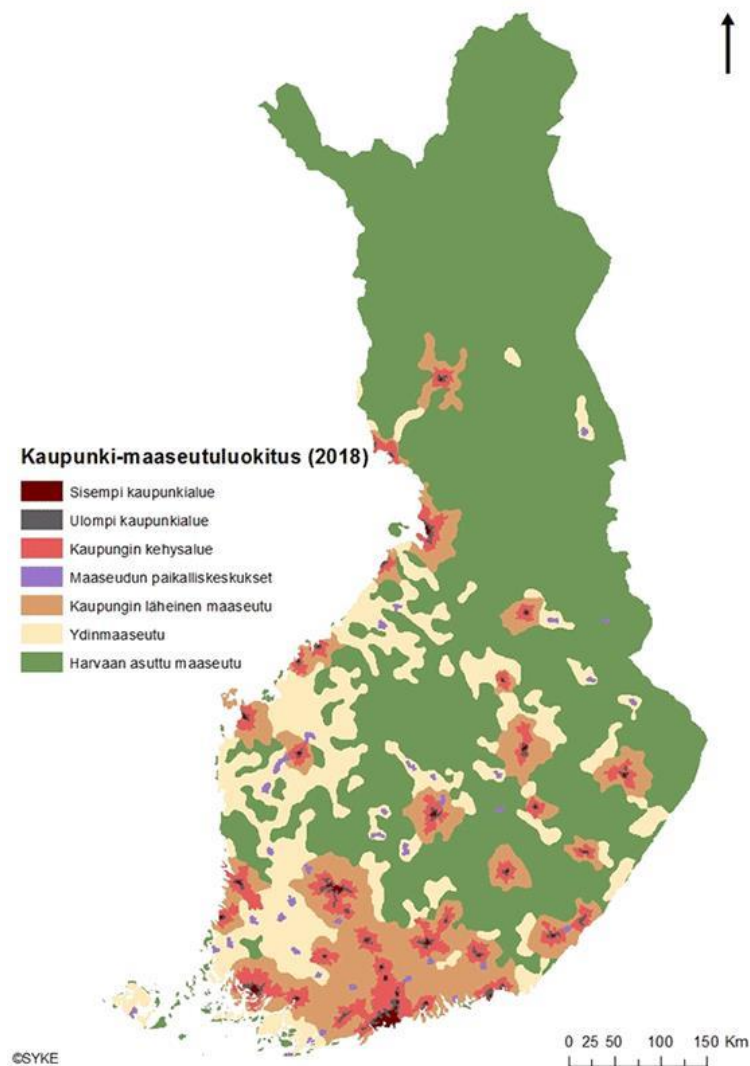 Kaupunki-maaseutuluokitus (2018)
Sisempi kaupunkialue
Ulompi kaupunkialue
Kaupungin kehysalue
Maaseudun paikalliskeskukset
Kaupungin läheinen maaseutu
Ydinmaaseutu
Harvaan asuttu maaseutu
©SYKE
0 25 50 100 150 Km